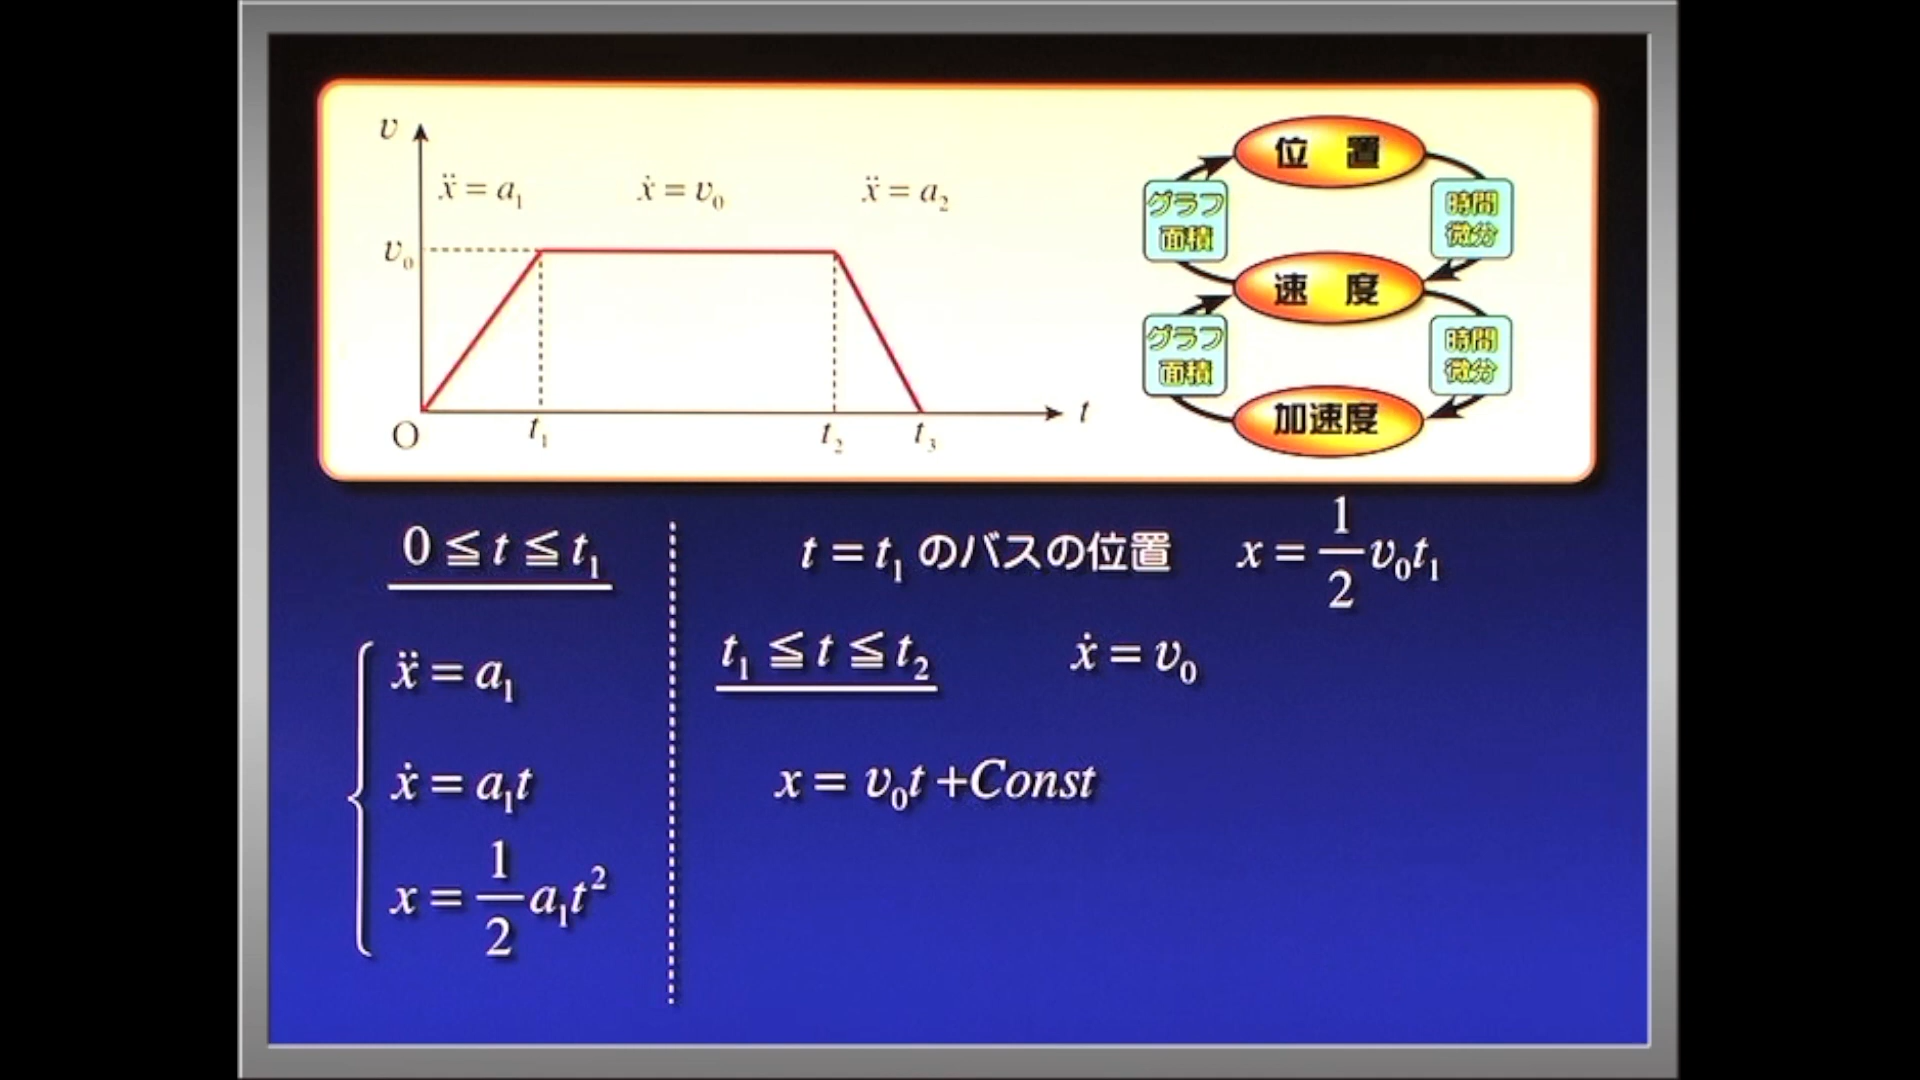 v
ẍ = a₁ ẋ = v₀ ẍ = a₂
v₀
O t₁ t₂ t₃ t
位 置
グラフ
面積
時間
微分
速 度
グラフ
面積
時間
微分
加速度
0 ≦ t ≦ t₁
ẍ = a₁
ẋ = a₁t
x = 1/2 a₁t²
t = t₁ のバスの位置 x = 1/2 v₀t₁
t₁ ≦ t ≦ t₂ ẋ = v₀
x = v₀t +Const